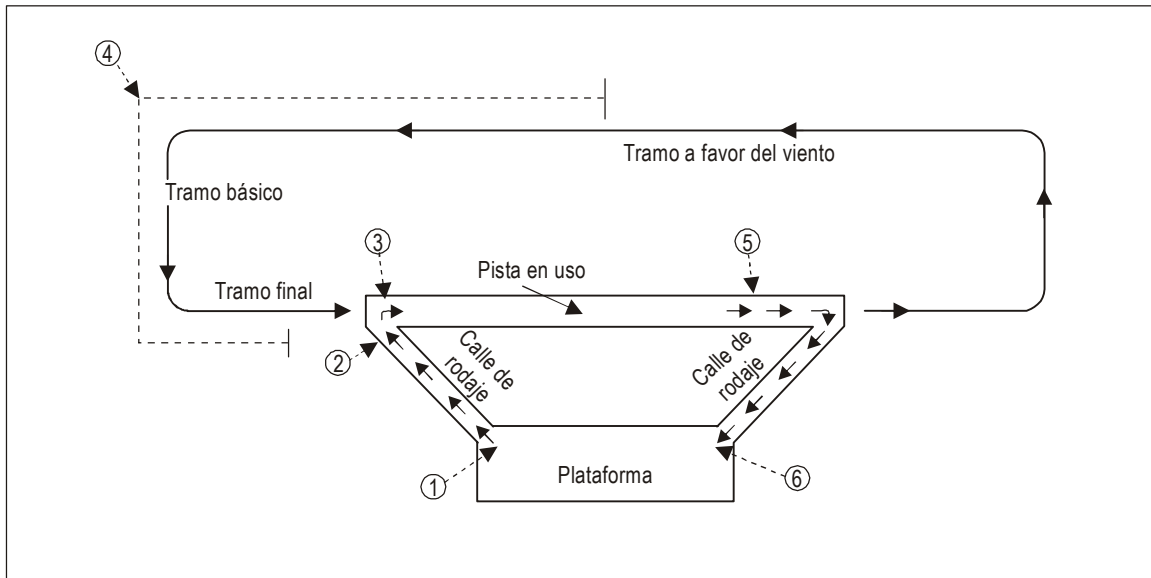 4
Tramo a favor del viento
Tramo básico
3
5
Pista en uso
Tramo final
2
Calle de
rodaje
Calle de
rodaje
1
Plataforma
6